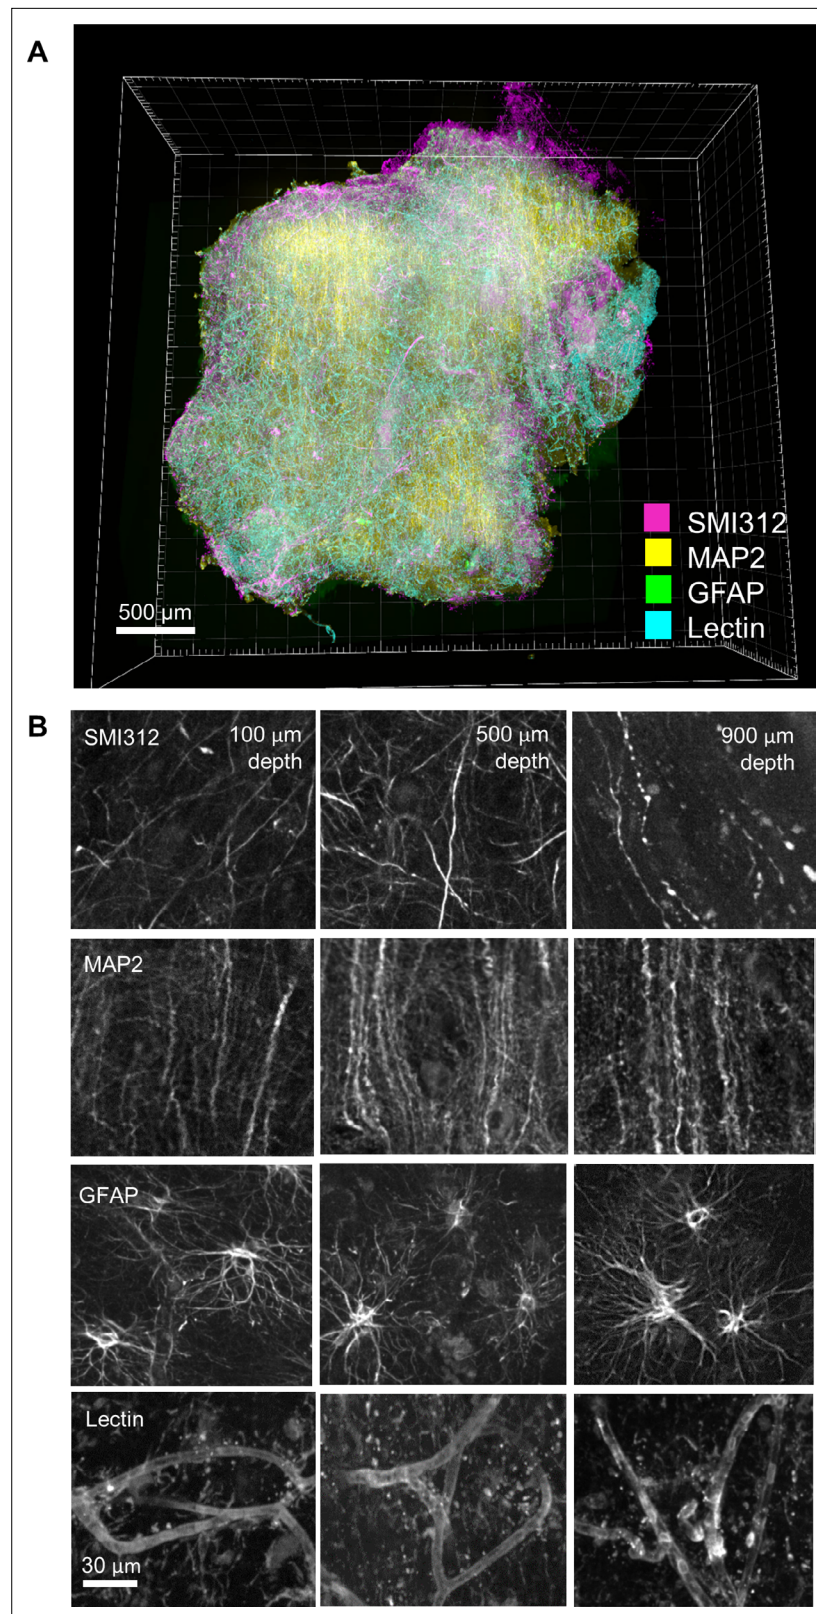 A
SMI312
MAP2
GFAP
Lectin
500 µm
B
SMI312
100 µm
depth
500 µm
depth
900 µm
depth
MAP2
GFAP
Lectin
30 µm